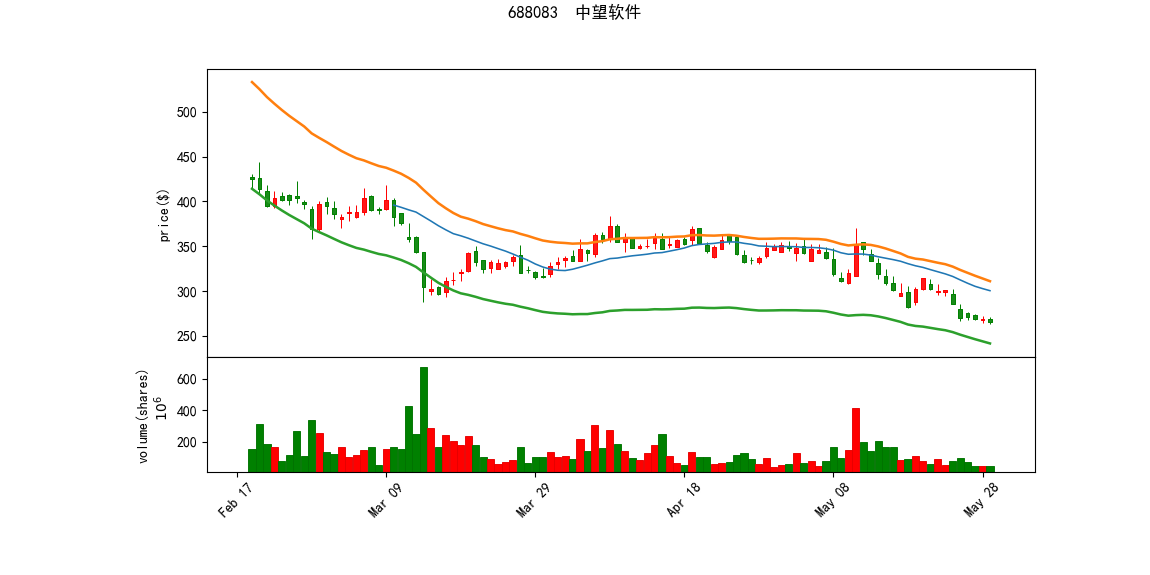 688083 中望软件
500
450
400
350
300
250
price($)
600
400
200
volume(shares)
10^6
Feb 17
Mar 09
Mar 29
Apr 18
May 08
May 28